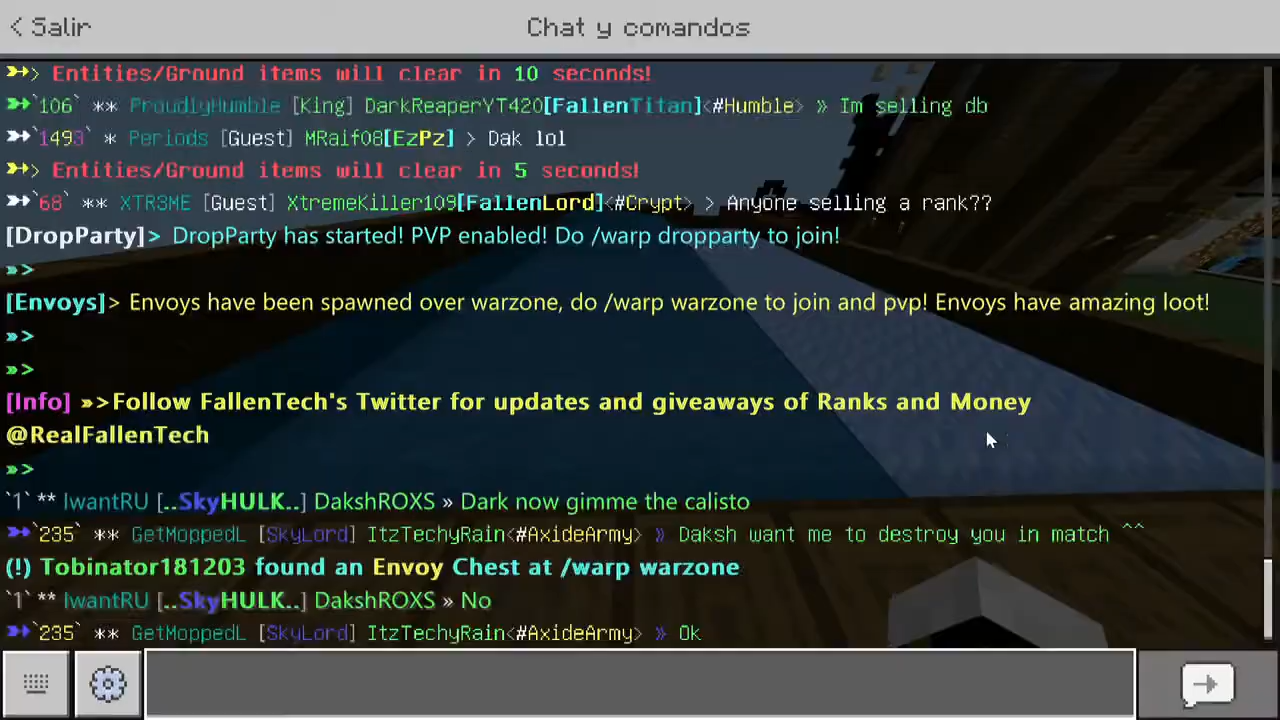 < Salir
Chat y comandos
> Entities/Ground items will clear in 10 seconds!
`106` ** ProudlyHumble [King] DarkReaperYT420[FallenTitan]<#Humble> » Im selling db
`1493` * Periods [Guest] MRaif08[EzPz] > Dak lol
> Entities/Ground items will clear in 5 seconds!
`68` ** XTR3ME [Guest] XtremeKiller109[FallenLord]<#Crypt> > Anyone selling a rank??
[DropParty]> DropParty has started! PVP enabled! Do /warp dropparty to join!
»>
[Envoys]> Envoys have been spawned over warzone, do /warp warzone to join and pvp! Envoys have amazing loot!
»>
»>
[Info] »>Follow FallenTech's Twitter for updates and giveaways of Ranks and Money
@RealFallenTech
»>
`1` ** IwantRU [..SkyHULK..] DakshROXS » Dark now gimme the calisto
`235` ** GetMoppedL [SkyLord] ItzTechyRain<#AxideArmy> » Daksh want me to destroy you in match ^^
(!) Tobinator181203 found an Envoy Chest at /warp warzone
`1` ** IwantRU [..SkyHULK..] DakshROXS » No
`235` ** GetMoppedL [SkyLord] ItzTechyRain<#AxideArmy> » Ok